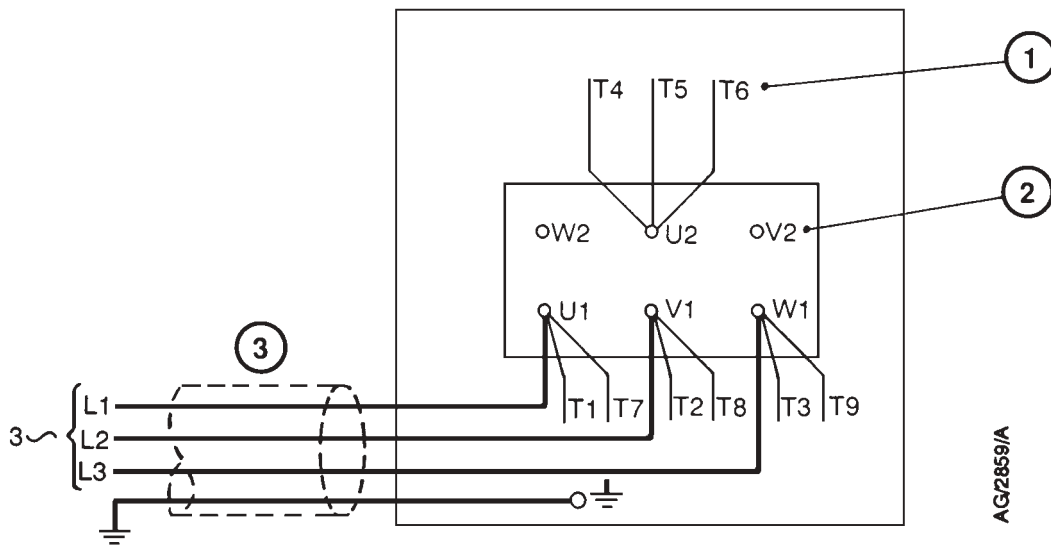 1
T4 T5 T6
2
W2 U2 V2
U1 V1 W1
3
L1 T1 T7 T2 T8 T3 T9
3~ L2
L3
AG/2859/A